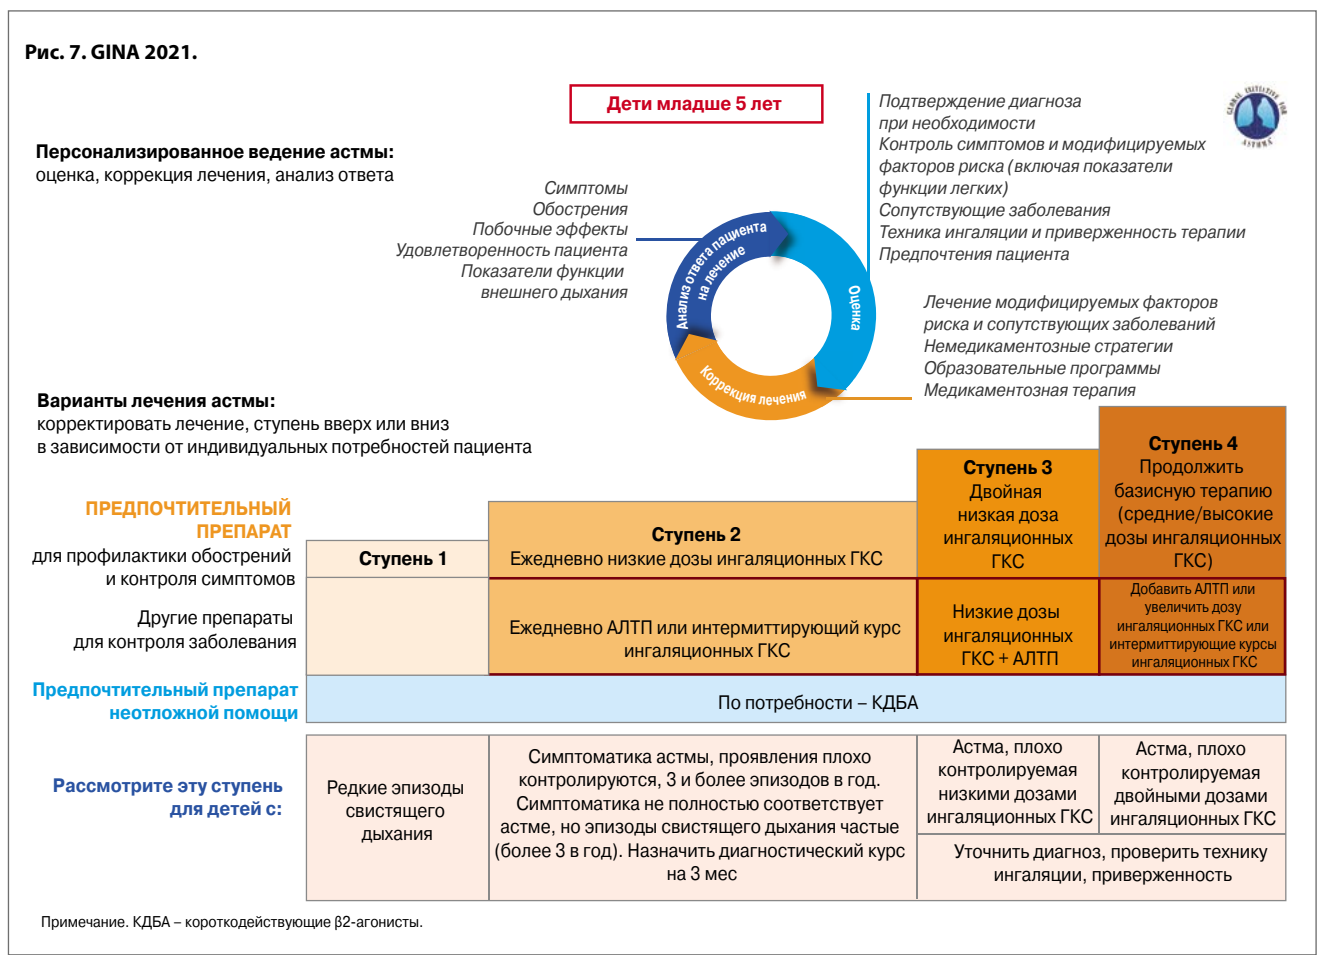 Рис. 7. GINA 2021.
Дети младше 5 лет
Персонализированное ведение астмы:
оценка, коррекция лечения, анализ ответа
Симптомы
Обострения
Побочные эффекты
Удовлетворенность пациента
Показатели функции
внешнего дыхания
Подтверждение диагноза
при необходимости
Контроль симптомов и модифицируемых
факторов риска (включая показатели
функции легких)
Сопутствующие заболевания
Техника ингаляции и приверженность терапии
Предпочтения пациента
GLOBAL INITIATIVE FOR
ASTHMA
Анализ ответа пациента
на лечение
Оценка
Коррекция лечения
Лечение модифицируемых факторов
риска и сопутствующих заболеваний
Немедикаментозные стратегии
Образовательные программы
Медикаментозная терапия
Варианты лечения астмы:
корректировать лечение, ступень вверх или вниз
в зависимости от индивидуальных потребностей пациента
ПРЕДПОЧТИТЕЛЬНЫЙ
ПРЕПАРАТ
для профилактики обострений
и контроля симптомов
Ступень 1
Ступень 2
Ежедневно низкие дозы ингаляционных ГКС
Ступень 3
Двойная
низкая доза
ингаляционных
ГКС
Ступень 4
Продолжить
базисную терапию
(средние/высокие
дозы ингаляционных
ГКС)
Другие препараты
для контроля заболевания
Ежедневно АЛТП или интермиттирующий курс
ингаляционных ГКС
Низкие дозы
ингаляционных
ГКС + АЛТП
Добавить АЛТП или
увеличить дозу
ингаляционных ГКС или
интермиттирующие курсы
ингаляционных ГКС
Предпочтительный препарат
неотложной помощи
По потребности – КДБА
Рассмотрите эту ступень
для детей с:
Редкие эпизоды
свистящего
дыхания
Симптоматика астмы, проявления плохо
контролируются, 3 и более эпизодов в год.
Симптоматика не полностью соответствует
астме, но эпизоды свистящего дыхания частые
(более 3 в год). Назначить диагностический курс
на 3 мес
Астма, плохо
контролируемая
низкими дозами
ингаляционных ГКС
Астма, плохо
контролируемая
двойными дозами
ингаляционных ГКС
Уточнить диагноз, проверить технику
ингаляции, приверженность
Примечание. КДБА – короткодействующие β2-агонисты.